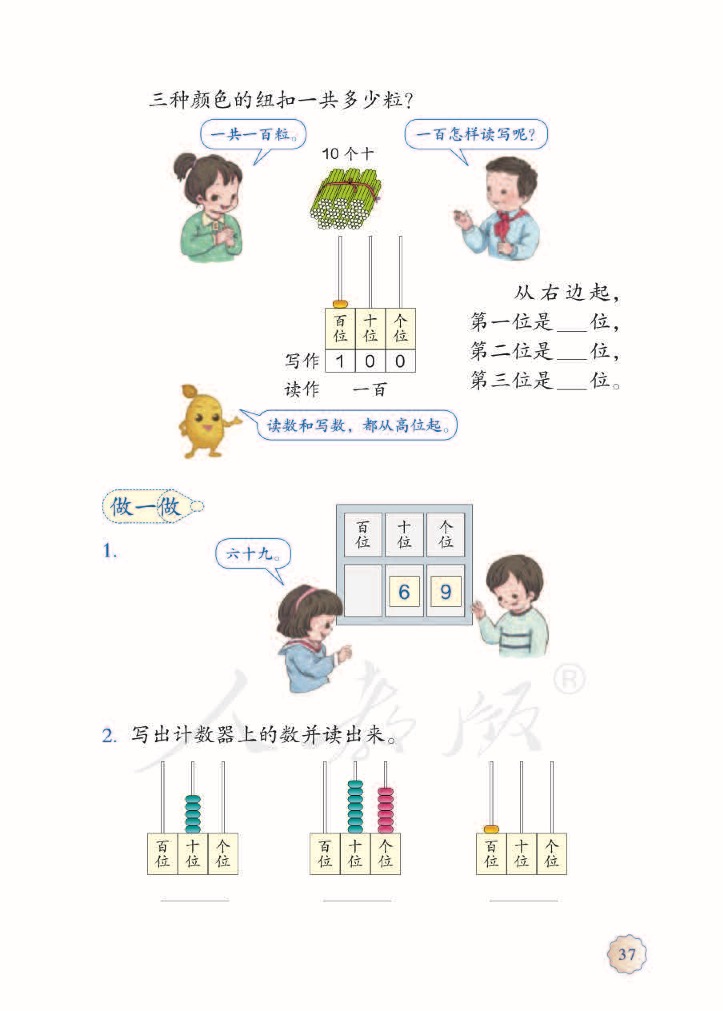 三种颜色的纽扣一共多少粒?
一共一百粒。
一百怎样读写呢?
10 个十
百位 十位 个位
写作 1 0 0
读作 一百
从右边起,
第一位是___位,
第二位是___位,
第三位是___位。
读数和写数,都从高位起。
做一做
1.
六十九。
百位 十位 个位
6 9
2. 写出计数器上的数并读出来。
百位 十位 个位
百位 十位 个位
百位 十位 个位
人教版®
37